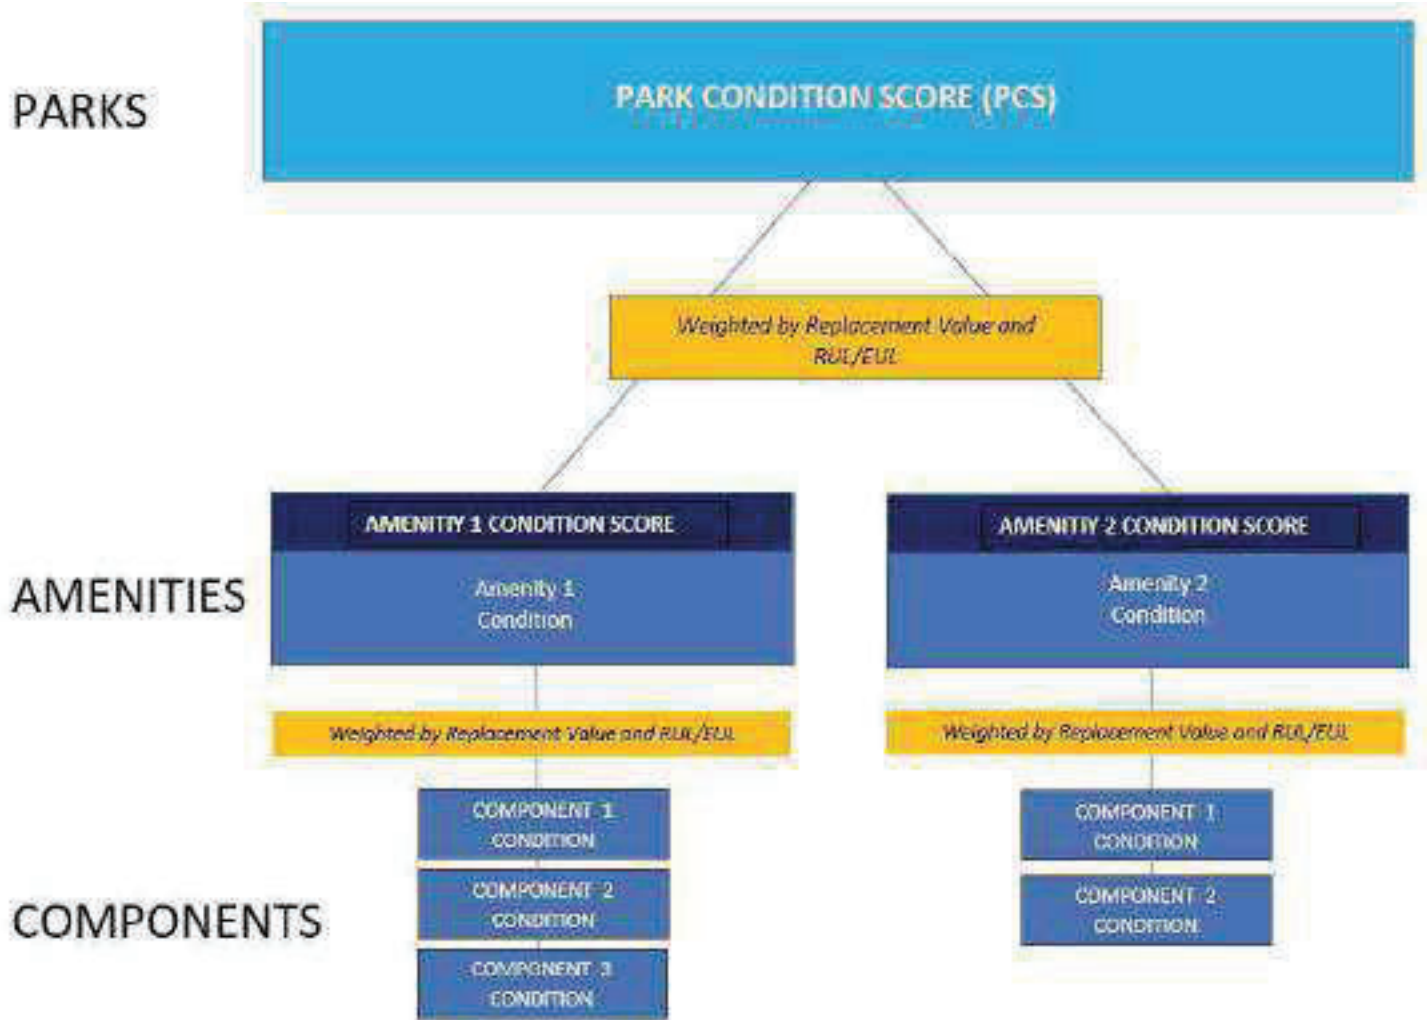 PARKS
PARK CONDITION SCORE (PCS)
Weighted by Replacement Value and
RUL/EUL
AMENITIES
AMENITIY 1 CONDITION SCORE
Amenity 1
Condition
Weighted by Replacement Value and RUL/EUL
AMENITIY 2 CONDITION SCORE
Amenity 2
Condition
Weighted by Replacement Value and RUL/EUL
COMPONENTS
COMPONENT 1
CONDITION
COMPONENT 2
CONDITION
COMPONENT 3
CONDITION
COMPONENT 1
CONDITION
COMPONENT 2
CONDITION